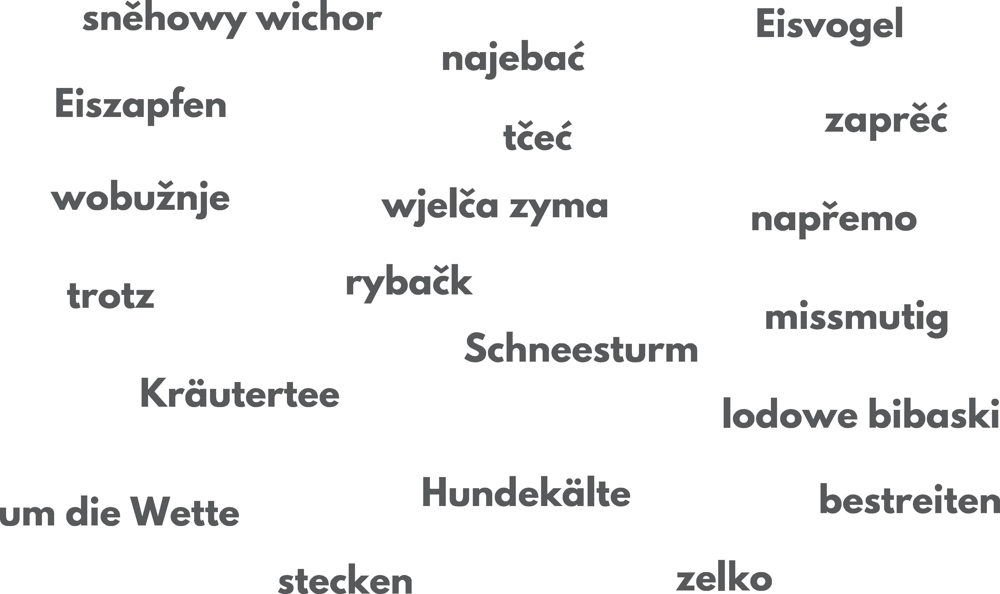 sněhowy wichor
Eisvogel
najebać
Eiszapfen
zaprěć
tčeć
wobužnje
wjelča zyma
napřemo
rybačk
trotz
missmutig
Schneesturm
Kräutertee
lodowe bibaski
Hundekälte
bestreiten
um die Wette
stecken
zelko